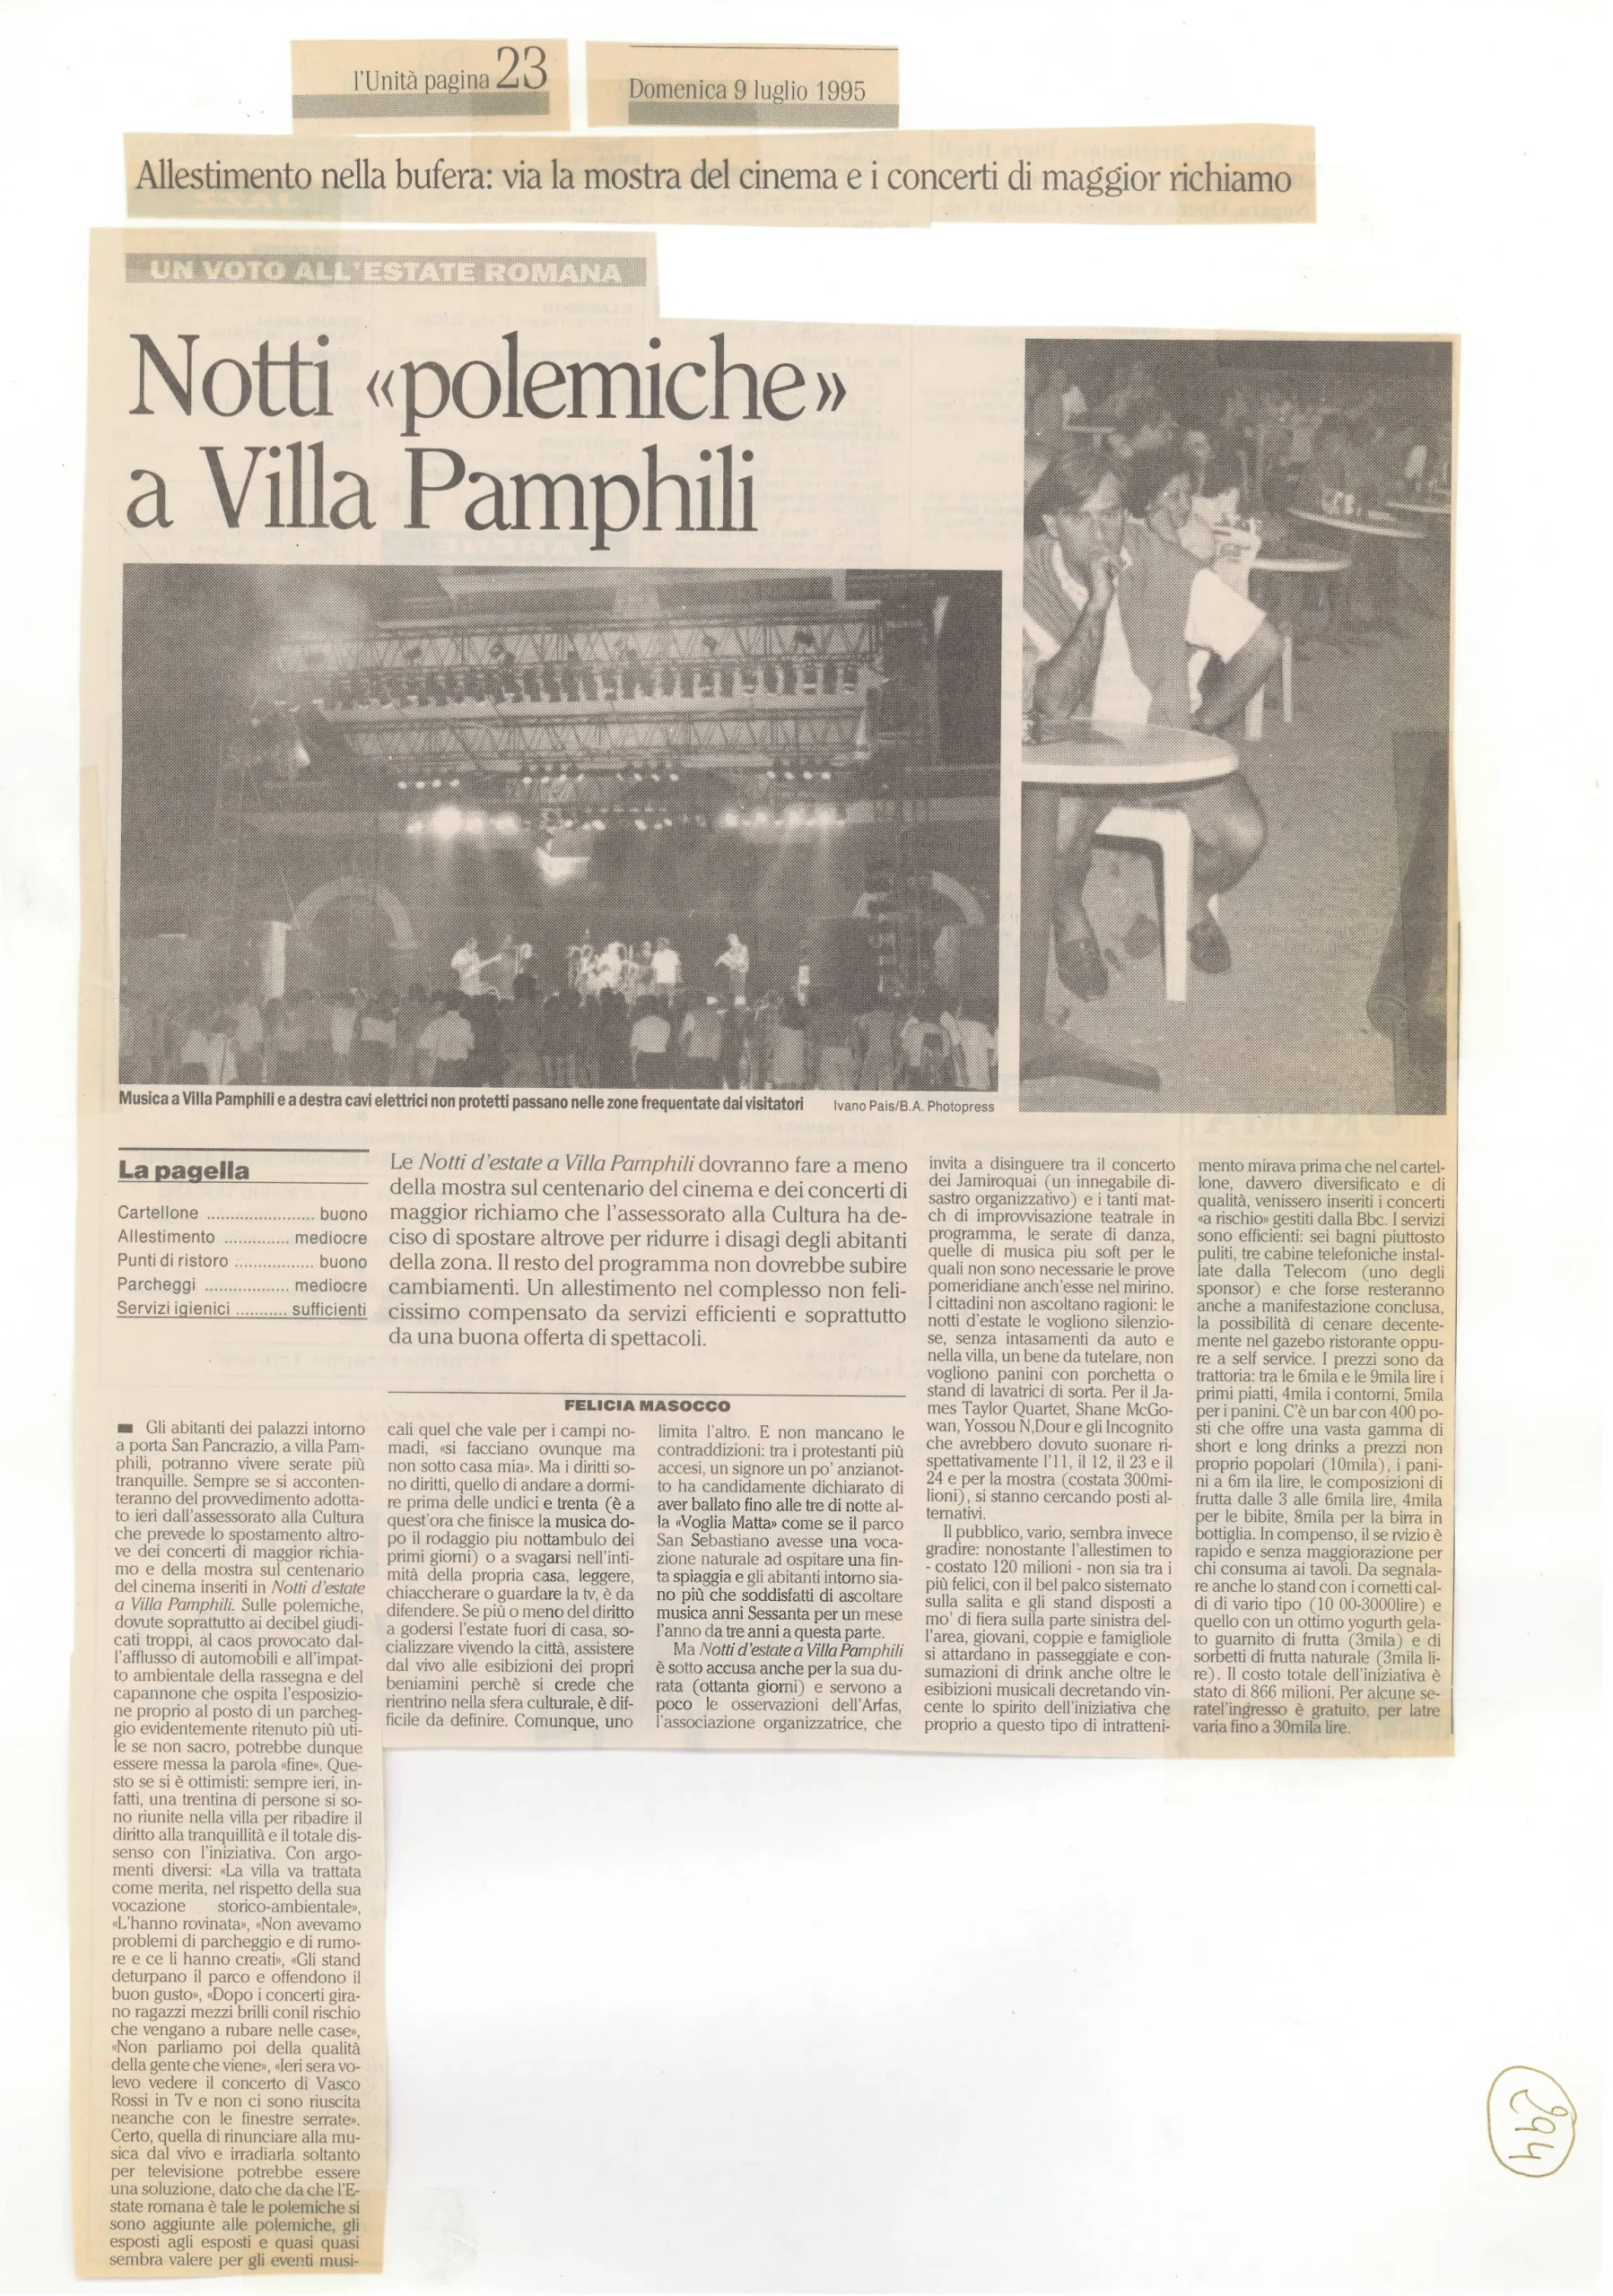 l'Unità pagina 23
Domenica 9 luglio 1995
Allestimento nella bufera: via la mostra del cinema e i concerti di maggior richiamo
UN VOTO ALL'ESTATE ROMANA
Notti «polemiche»
a Villa Pamphili
Musica a Villa Pamphili e a destra cavi elettrici non protetti passano nelle zone frequentate dai visitatori Ivano Pais/B.A. Photopress
La pagella
Cartellone ....................... buono
Allestimento .............. mediocre
Punti di ristoro ................. buono
Parcheggi .................. mediocre
Servizi igienici ........... sufficienti
Le Notti d'estate a Villa Pamphili dovranno fare a meno
della mostra sul centenario del cinema e dei concerti di
maggior richiamo che l'assessorato alla Cultura ha de-
ciso di spostare altrove per ridurre i disagi degli abitanti
della zona. Il resto del programma non dovrebbe subire
cambiamenti. Un allestimento nel complesso non feli-
cissimo compensato da servizi efficienti e soprattutto
da una buona offerta di spettacoli.
FELICIA MASOCCO
Gli abitanti dei palazzi intorno
a porta San Pancrazio, a villa Pam-
phili, potranno vivere serate più
tranquille. Sempre se si acconten-
teranno del provvedimento adotta-
to ieri dall'assessorato alla Cultura
che prevede lo spostamento altro-
ve dei concerti di maggior richia-
mo e della mostra sul centenario
del cinema inseriti in Notti d'estate
a Villa Pamphili. Sulle polemiche,
dovute soprattutto ai decibel giudi-
cati troppi, al caos provocato dal-
l'afflusso di automobili e all'impat-
to ambientale della rassegna e del
capannone che ospita l'esposizio-
ne proprio al posto di un parcheg-
gio evidentemente ritenuto più uti-
le se non sacro, potrebbe dunque
essere messa la parola «fine». Que-
sto se si è ottimisti: sempre ieri, in-
fatti, una trentina di persone si so-
no riunite nella villa per ribadire il
diritto alla tranquillità e il totale dis-
senso con l'iniziativa. Con argo-
menti diversi: «La villa va trattata
come merita, nel rispetto della sua
vocazione storico-ambientale»,
«L'hanno rovinata», «Non avevamo
problemi di parcheggio e di rumo-
re e ce li hanno creati», «Gli stand
deturpano il parco e offendono il
buon gusto», «Dopo i concerti gira-
no ragazzi mezzi brilli conil rischio
che vengano a rubare nelle case»,
«Non parliamo poi della qualità
della gente che viene», «Ieri sera vo-
levo vedere il concerto di Vasco
Rossi in Tv e non ci sono riuscita
neanche con le finestre serrate».
Certo, quella di rinunciare alla mu-
sica dal vivo e irradiarla soltanto
per televisione potrebbe essere
una soluzione, dato che da che l'E-
state romana è tale le polemiche si
sono aggiunte alle polemiche, gli
esposti agli esposti e quasi quasi
sembra valere per gli eventi musi-
cali quel che vale per i campi no-
madi, «si facciano ovunque ma
non sotto casa mia». Ma i diritti so-
no diritti, quello di andare a dormi-
re prima delle undici e trenta (è a
quest'ora che finisce la musica do-
po il rodaggio piu nottambulo dei
primi giorni) o a svagarsi nell'inti-
mità della propria casa, leggere,
chiaccherare o guardare la tv, è da
difendere. Se più o meno del diritto
a godersi l'estate fuori di casa, so-
cializzare vivendo la città, assistere
dal vivo alle esibizioni dei propri
beniamini perchè si crede che
rientrino nella sfera culturale, è dif-
ficile da definire. Comunque, uno
limita l'altro. E non mancano le
contraddizioni: tra i protestanti più
accesi, un signore un po' anzianot-
to ha candidamente dichiarato di
aver ballato fino alle tre di notte al-
la «Voglia Matta» come se il parco
San Sebastiano avesse una voca-
zione naturale ad ospitare una fin-
ta spiaggia e gli abitanti intorno sia-
no più che soddisfatti di ascoltare
musica anni Sessanta per un mese
l'anno da tre anni a questa parte.
Ma Notti d'estate a Villa Pamphili
è sotto accusa anche per la sua du-
rata (ottanta giorni) e servono a
poco le osservazioni dell'Arfas,
l'associazione organizzatrice, che
invita a disinguere tra il concerto
dei Jamiroquai (un innegabile di-
sastro organizzativo) e i tanti mat-
ch di improvvisazione teatrale in
programma, le serate di danza,
quelle di musica piu soft per le
quali non sono necessarie le prove
pomeridiane anch'esse nel mirino.
I cittadini non ascoltano ragioni: le
notti d'estate le vogliono silenzio-
se, senza intasamenti da auto e
nella villa, un bene da tutelare, non
vogliono panini con porchetta o
stand di lavatrici di sorta. Per il Ja-
mes Taylor Quartet, Shane McGo-
wan, Yossou N,Dour e gli Incognito
che avrebbero dovuto suonare ri-
spettativamente l'11, il 12, il 23 e il
24 e per la mostra (costata 300mi-
lioni), si stanno cercando posti al-
ternativi.
Il pubblico, vario, sembra invece
gradire: nonostante l'allestimen to
- costato 120 milioni - non sia tra i
più felici, con il bel palco sistemato
sulla salita e gli stand disposti a
mo' di fiera sulla parte sinistra del-
l'area, giovani, coppie e famigliole
si attardano in passeggiate e con-
sumazioni di drink anche oltre le
esibizioni musicali decretando vin-
cente lo spirito dell'iniziativa che
proprio a questo tipo di intratteni-
mento mirava prima che nel cartel-
lone, davvero diversificato e di
qualità, venissero inseriti i concerti
«a rischio» gestiti dalla Bbc. I servizi
sono efficienti: sei bagni piuttosto
puliti, tre cabine telefoniche instal-
late dalla Telecom (uno degli
sponsor) e che forse resteranno
anche a manifestazione conclusa,
la possibilità di cenare decente-
mente nel gazebo ristorante oppu-
re a self service. I prezzi sono da
trattoria: tra le 6mila e le 9mila lire i
primi piatti, 4mila i contorni, 5mila
per i panini. C'è un bar con 400 po-
sti che offre una vasta gamma di
short e long drinks a prezzi non
proprio popolari (10mila), i pani-
ni a 6m ila lire, le composizioni di
frutta dalle 3 alle 6mila lire, 4mila
per le bibite, 8mila per la birra in
bottiglia. In compenso, il se rvizio è
rapido e senza maggiorazione per
chi consuma ai tavoli. Da segnala-
re anche lo stand con i cornetti cal-
di di vario tipo (10 00-3000lire) e
quello con un ottimo yogurth gela-
to guarnito di frutta (3mila) e di
sorbetti di frutta naturale (3mila li-
re). Il costo totale dell'iniziativa è
stato di 866 milioni. Per alcune se-
ratel'ingresso è gratuito, per latre
varia fino a 30mila lire.
294